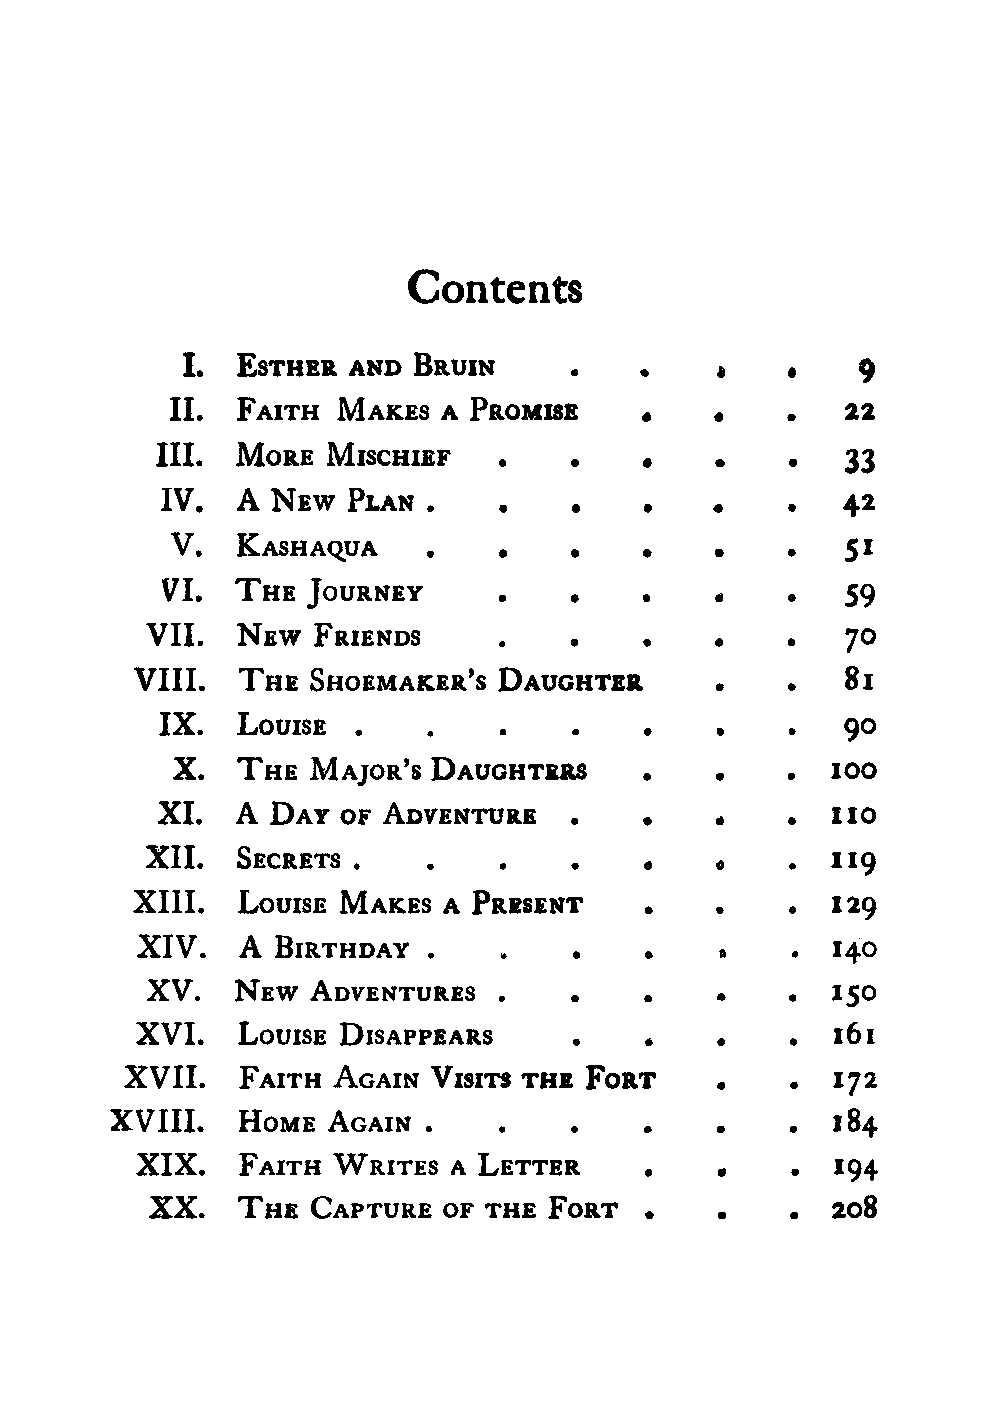 Contents
I. Esther and Bruin . . . . 9
II. Faith Makes a Promise . . . 22
III. More Mischief . . . . . 33
IV. A New Plan . . . . . . 42
V. Kashaqua . . . . . . 51
VI. The Journey . . . . . 59
VII. New Friends . . . . . 70
VIII. The Shoemaker's Daughter . . 81
IX. Louise . . . . . . . 90
X. The Major's Daughters . . . 100
XI. A Day of Adventure . . . . 110
XII. Secrets . . . . . . . 119
XIII. Louise Makes a Present . . . 129
XIV. A Birthday . . . . . . 140
XV. New Adventures . . . . . 150
XVI. Louise Disappears . . . . 161
XVII. Faith Again Visits the Fort . . 172
XVIII. Home Again . . . . . . 184
XIX. Faith Writes a Letter . . . 194
XX. The Capture of the Fort . . . 208